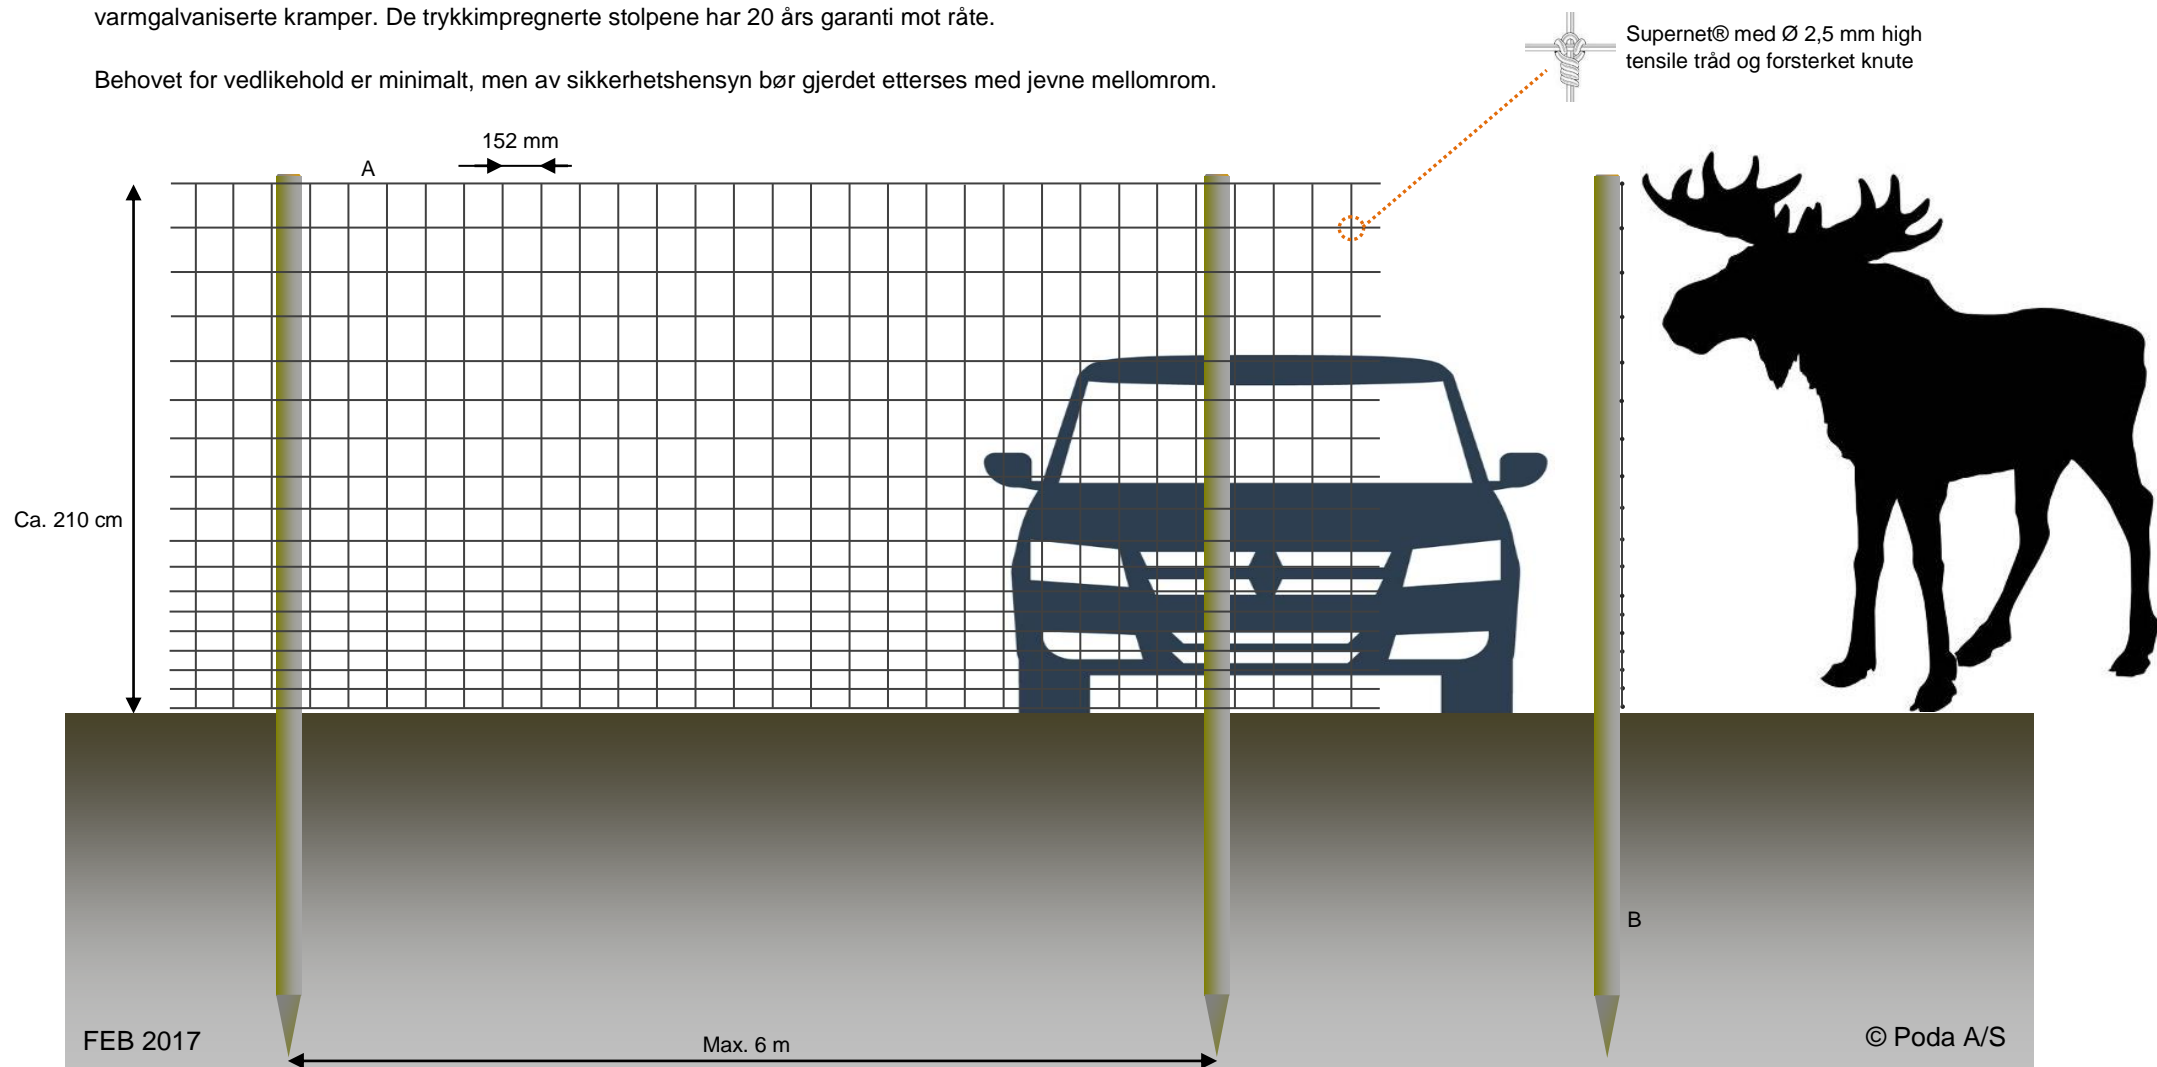 varmgalvaniserte kramper. De trykkimpregnerte stolpene har 20 års garanti mot råte.
Behovet for vedlikehold er minimalt, men av sikkerhetshensyn bør gjerdet etterses med jevne mellomrom.
Supernet® med Ø 2,5 mm high
tensile tråd og forsterket knute
152 mm
A
Ca. 210 cm
B
FEB 2017
Max. 6 m
© Poda A/S